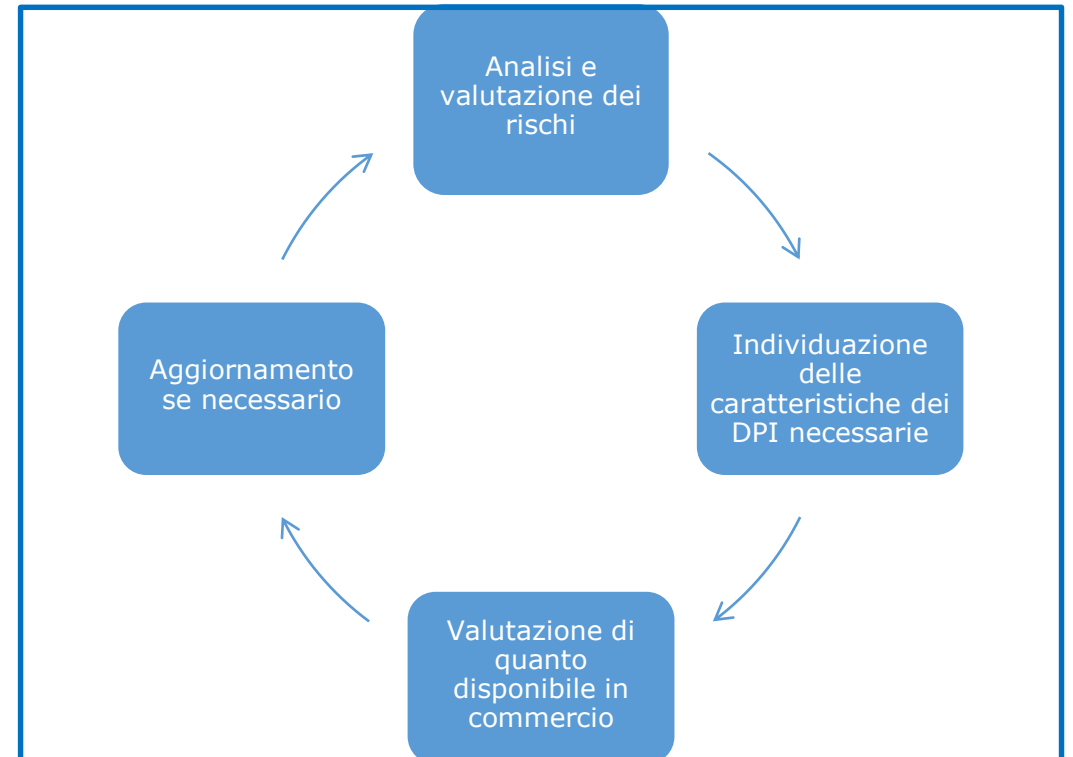 Analisi e
valutazione dei
rischi
Individuazione
delle
caratteristiche dei
DPI necessarie
Valutazione di
quanto
disponibile in
commercio
Aggiornamento
se necessario